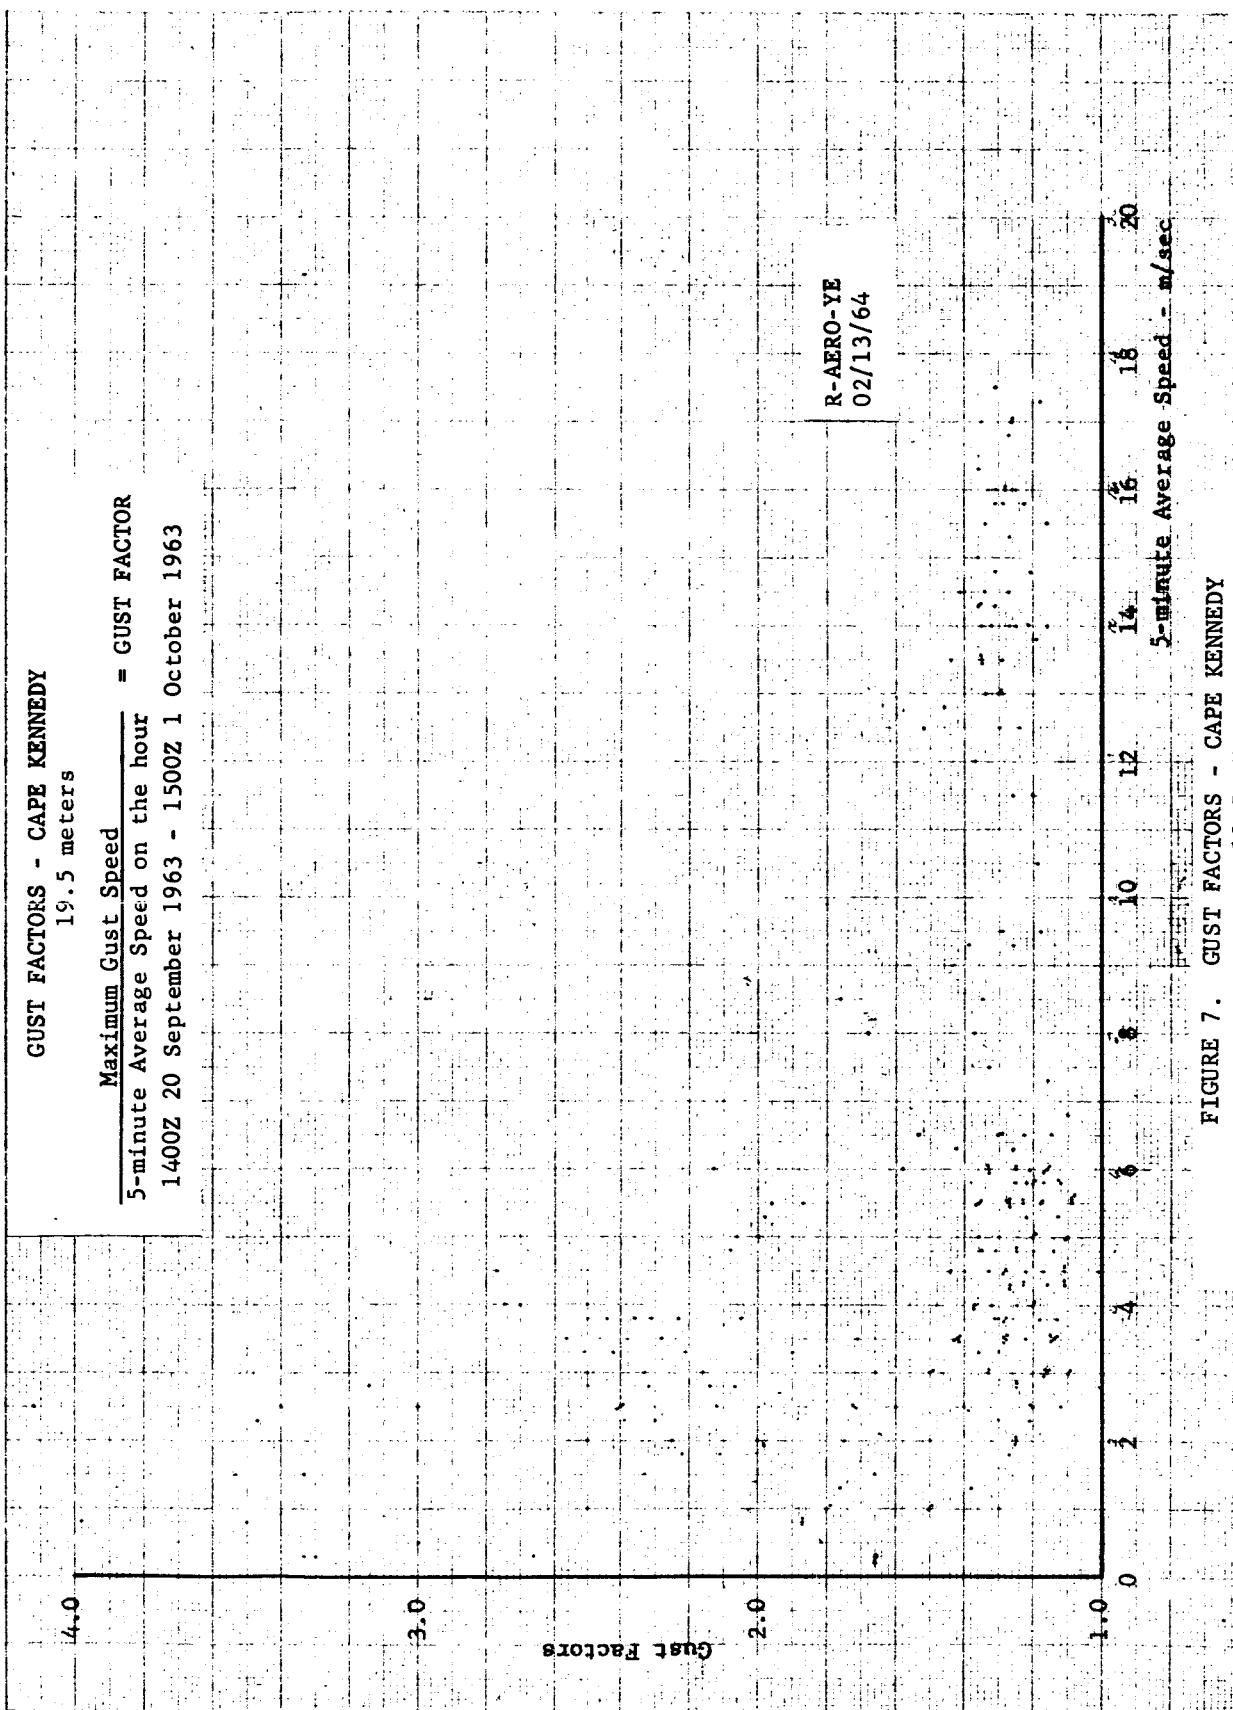 GUST FACTORS - CAPE KENNEDY
19.5 meters
Maximum Gust Speed
5-minute Average Speed on the hour
= GUST FACTOR
1400Z 20 September 1963 - 1500Z 1 October 1963
4.0
3.0
2.0
1.0
Gust Factors
R-AERO-YE
02/13/64
0
2
4
6
8
10
12
14
16
18
20
5-minute Average Speed - m/sec
FIGURE 7. GUST FACTORS - CAPE KENNEDY